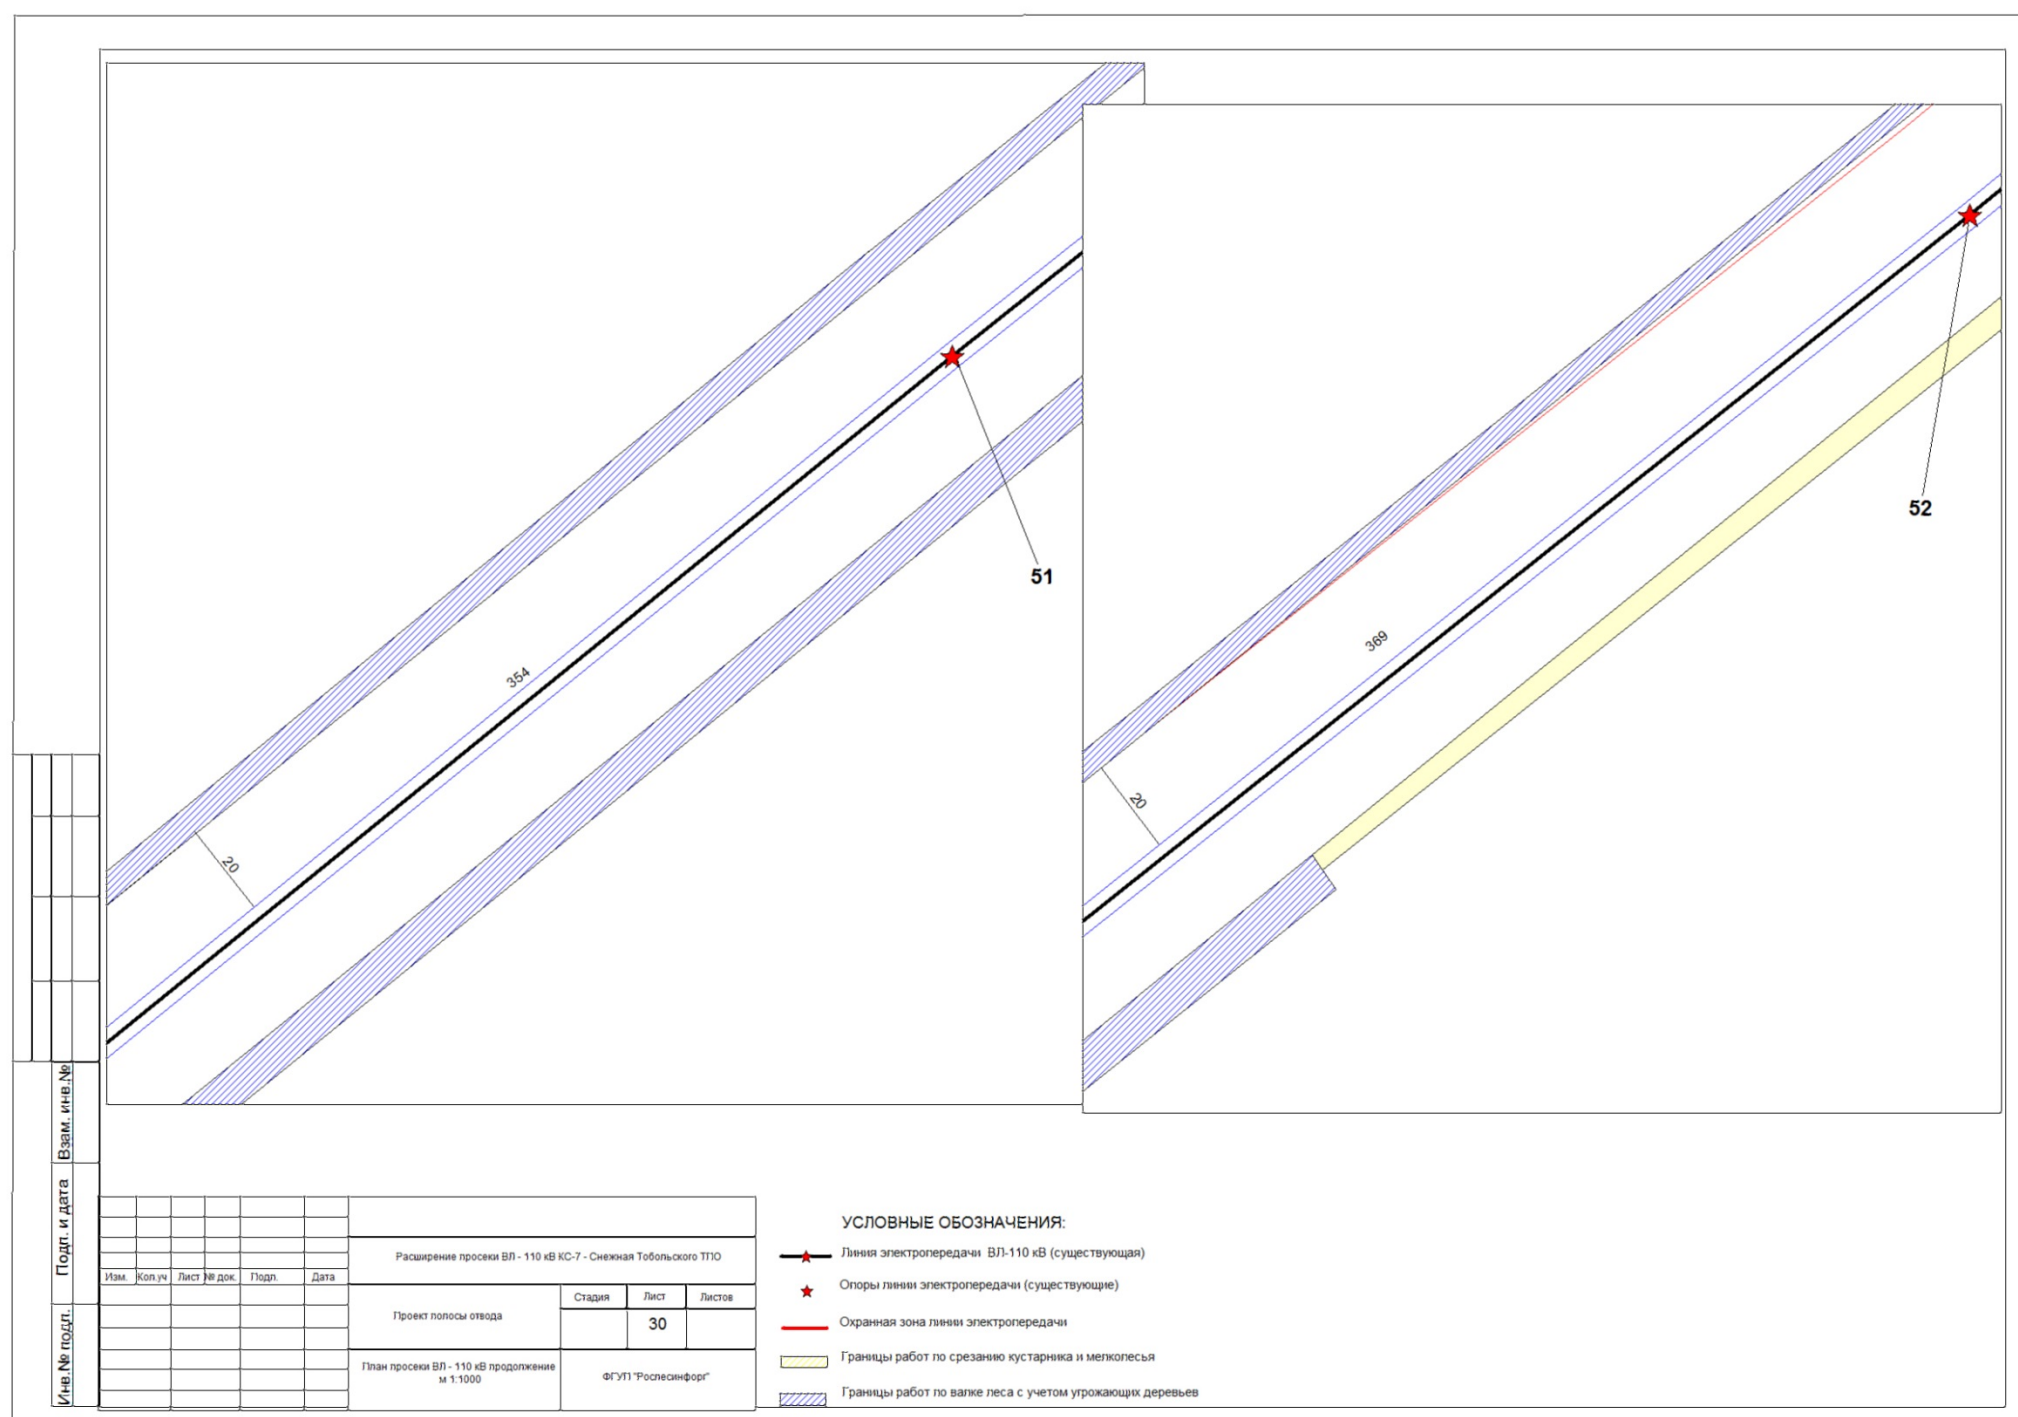 51
52
354
369
20
20
Взам. инв.№
Подп. и дата
Инв.№ подл.
Изм. Кол.уч Лист № док. Подп. Дата
Расширение просеки ВЛ - 110 кВ КС-7 - Снежная Тобольского ТПО
Проект полосы отвода
Стадия Лист Листов
30
План просеки ВЛ - 110 кВ продолжение
м 1:1000
ФГУП "Рослесинфорг"
УСЛОВНЫЕ ОБОЗНАЧЕНИЯ:
Линия электропередачи ВЛ-110 кВ (существующая)
Опоры линии электропередачи (существующие)
Охранная зона линии электропередачи
Границы работ по срезанию кустарника и мелколесья
Границы работ по валке леса с учетом угрожающих деревьев